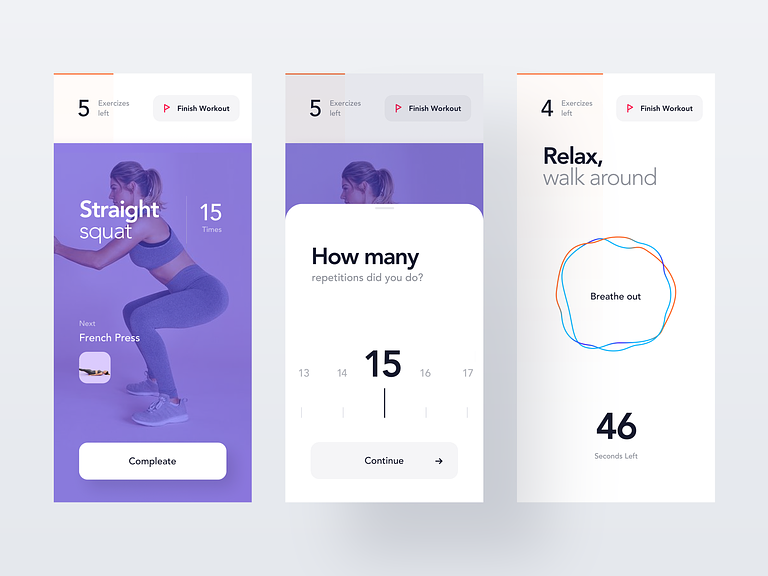 5
Exercizes
left
Finish Workout
Straight
squat
15
Times
Next
French Press
Compleate
5
Exercizes
left
Finish Workout
How many
repetitions did you do?
13 14 15 16 17
Continue
4
Exercizes
left
Finish Workout
Relax,
walk around
Breathe out
46
Seconds Left